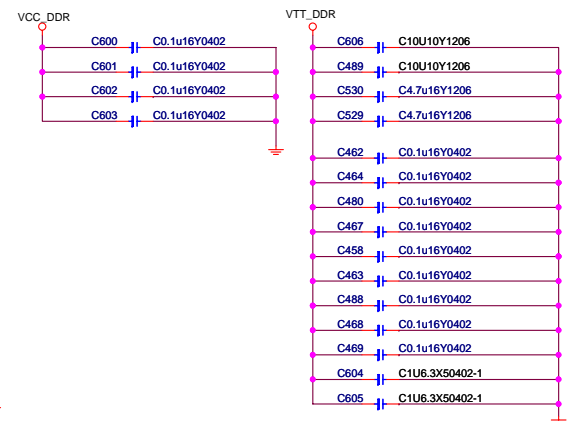 VCC_DDR
C600 C0.1u16Y0402
C601 C0.1u16Y0402
C602 C0.1u16Y0402
C603 C0.1u16Y0402
VTT_DDR
C606 C10U10Y1206
C489 C10U10Y1206
C530 C4.7u16Y1206
C529 C4.7u16Y1206
C462 C0.1u16Y0402
C464 C0.1u16Y0402
C480 C0.1u16Y0402
C467 C0.1u16Y0402
C458 C0.1u16Y0402
C463 C0.1u16Y0402
C488 C0.1u16Y0402
C468 C0.1u16Y0402
C469 C0.1u16Y0402
C604 C1U6.3X50402-1
C605 C1U6.3X50402-1